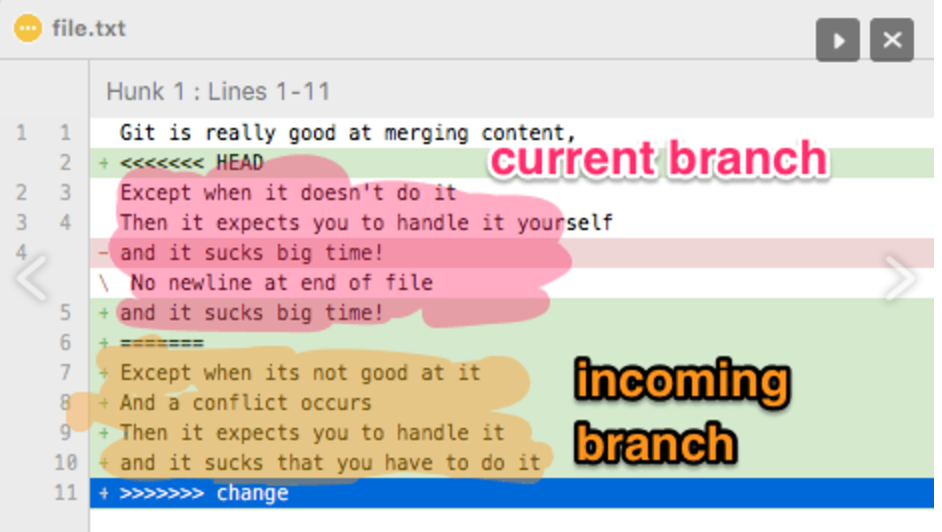 file.txt
Hunk 1 : Lines 1-11
1 1 Git is really good at merging content,
2 + <<<<<<< HEAD
current branch
2 3 Except when it doesn't do it
3 4 Then it expects you to handle it yourself
4 - and it sucks big time!
\ No newline at end of file
5 + and it sucks big time!
6 + =======
7 + Except when its not good at it
8 + And a conflict occurs
9 + Then it expects you to handle it
10 + and it sucks that you have to do it
incoming
branch
11 + >>>>>>> change